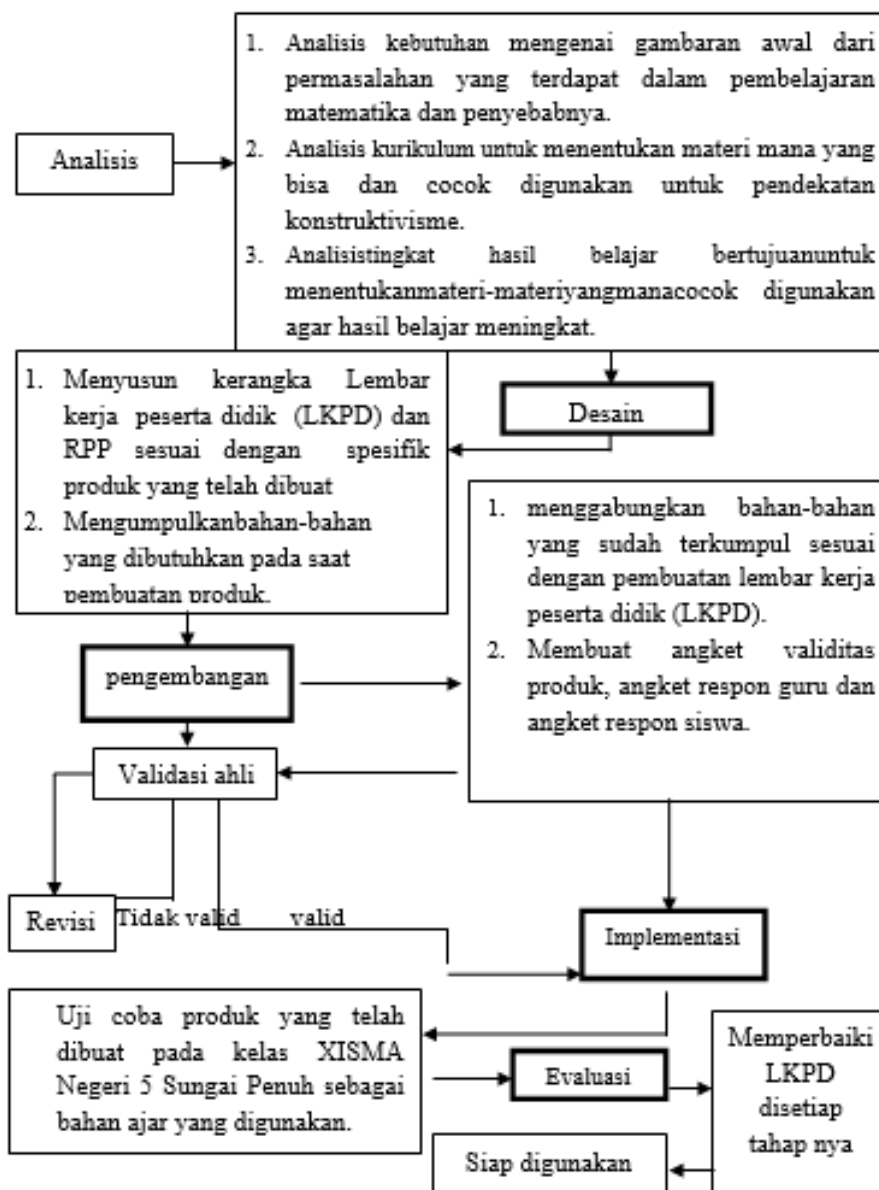 1. Analisis kebutuhan mengenai gambaran awal dari
permasalahan yang terdapat dalam pembelajaran
matematika dan penyebabnya.
Analisis
2. Analisis kurikulum untuk menentukan materi mana yang
bisa dan cocok digunakan untuk pendekatan
konstruktivisme.
3. Analisistingkat hasil belajar bertujuanuntuk
menentukanmateri-materiyangmanacocok digunakan
agar hasil belajar meningkat.
Desain
1. Menyusun kerangka Lembar
kerja peserta didik (LKPD) dan
RPP sesuai dengan spesifik
produk yang telah dibuat
2. Mengumpulkanbahan-bahan
yang dibutuhkan pada saat
pembuatan produk.
pengembangan
1. menggabungkan bahan-bahan
yang sudah terkumpul sesuai
dengan pembuatan lembar kerja
peserta didik (LKPD).
2. Membuat angket validitas
produk, angket respon guru dan
angket respon siswa.
Validasi ahli
Revisi
Tidak valid
valid
Implementasi
Uji coba produk yang telah
dibuat pada kelas XISMA
Negeri 5 Sungai Penuh sebagai
bahan ajar yang digunakan.
Evaluasi
Memperbaiki
LKPD
disetiap
tahap nya
Siap digunakan